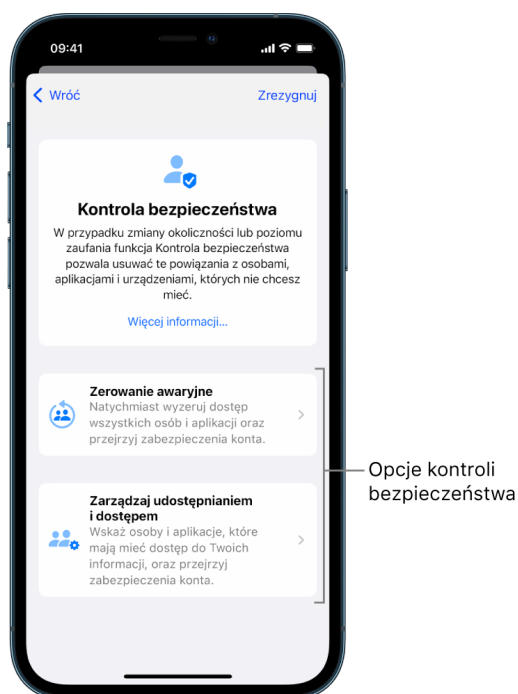 09:41
Wróć
Zrezygnuj
Kontrola bezpieczeństwa
W przypadku zmiany okoliczności lub poziomu
zaufania funkcja Kontrola bezpieczeństwa
pozwala usuwać te powiązania z osobami,
aplikacjami i urządzeniami, których nie chcesz
mieć.
Więcej informacji...
Zerowanie awaryjne
Natychmiast wyzeruj dostęp
wszystkich osób i aplikacji oraz
przejrzyj zabezpieczenia konta.
Opcje kontroli
bezpieczeństwa
Zarządzaj udostępnianiem
i dostępem
Wskaż osoby i aplikacje, które
mają mieć dostęp do Twoich
informacji, oraz przejrzyj
zabezpieczenia konta.